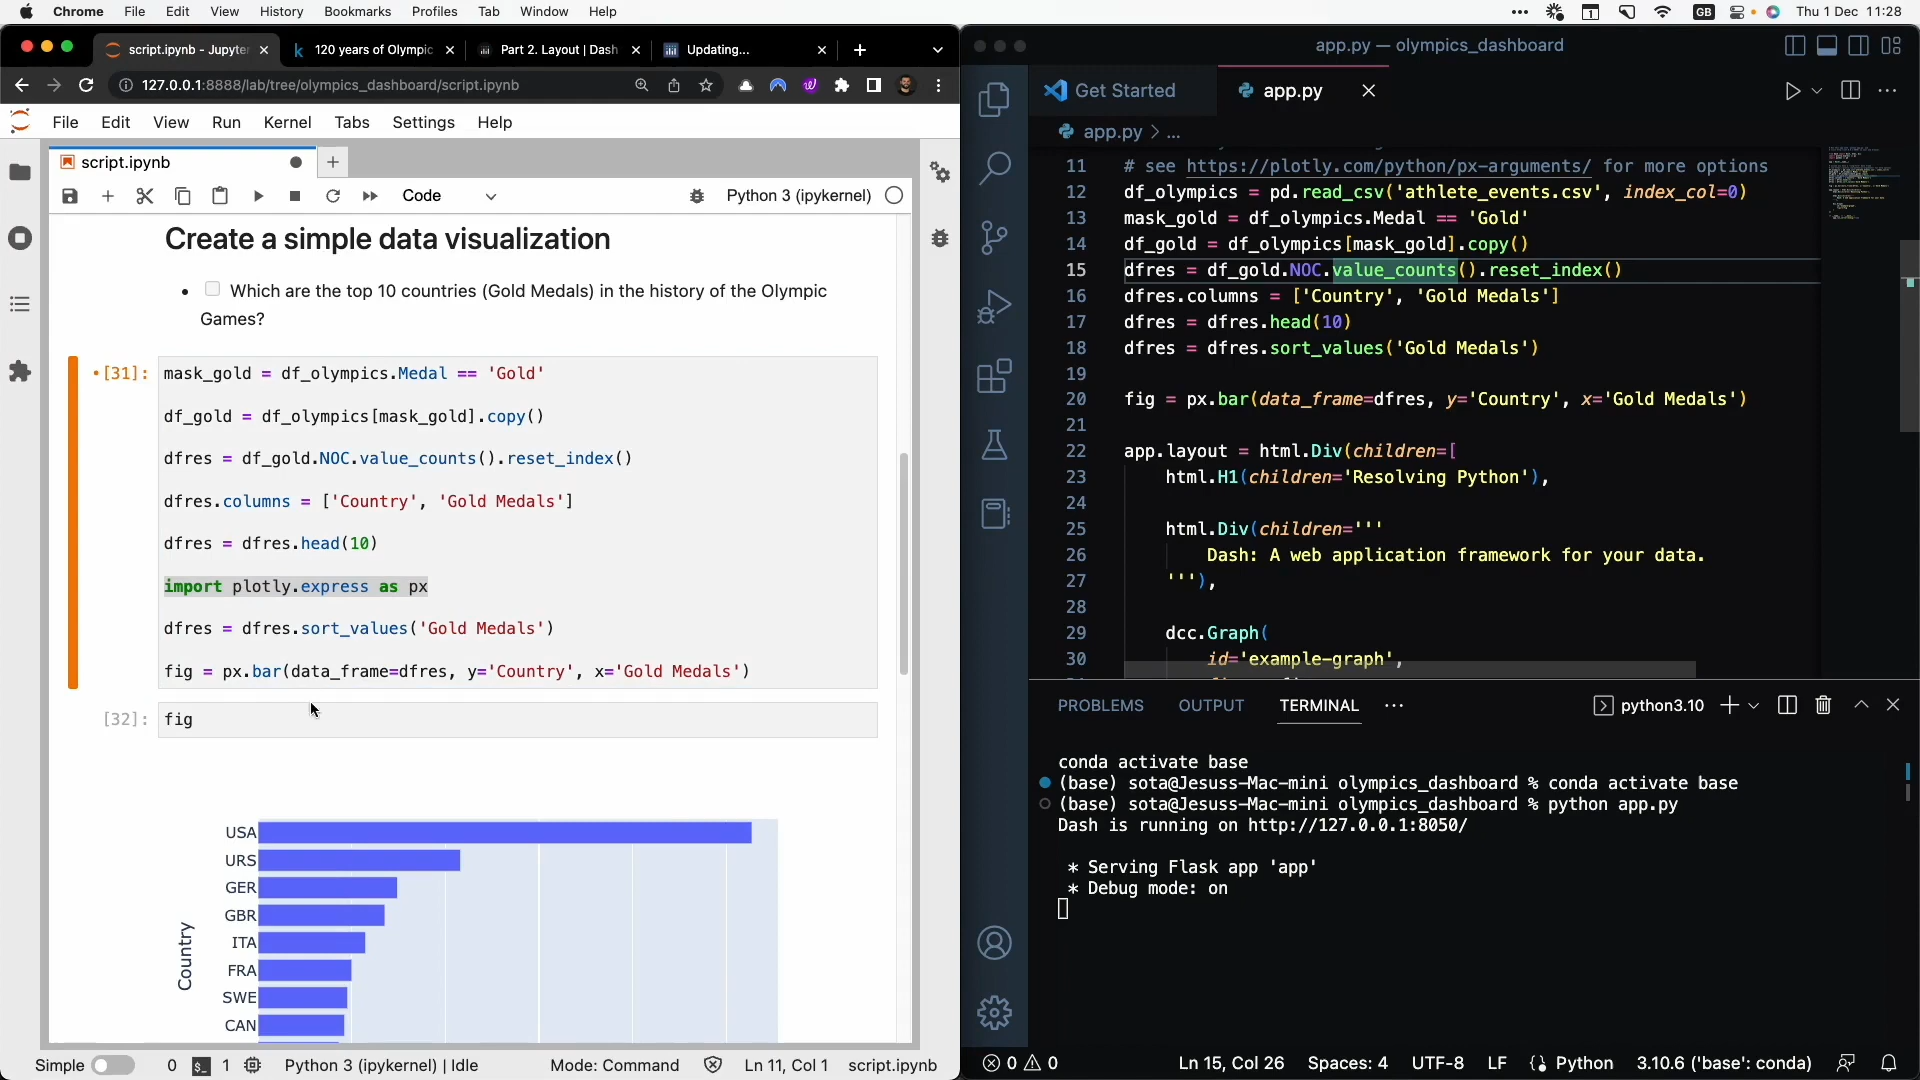 Chrome File Edit View History Bookmarks Profiles Tab Window Help
GB Thu 1 Dec 11:28
script.ipynb - Jupyter
120 years of Olympic
Part 2. Layout | Dash
Updating...
127.0.0.1:8888/lab/tree/olympics_dashboard/script.ipynb
File Edit View Run Kernel Tabs Settings Help
script.ipynb
Code
Python 3 (ipykernel)
Create a simple data visualization
Which are the top 10 countries (Gold Medals) in the history of the Olympic
Games?
[31]: mask_gold = df_olympics.Medal == 'Gold'
df_gold = df_olympics[mask_gold].copy()
dfres = df_gold.NOC.value_counts().reset_index()
dfres.columns = ['Country', 'Gold Medals']
dfres = dfres.head(10)
import plotly.express as px
dfres = dfres.sort_values('Gold Medals')
fig = px.bar(data_frame=dfres, y='Country', x='Gold Medals')
[32]: fig
Country
USA
URS
GER
GBR
ITA
FRA
SWE
CAN
Simple 0 1 Python 3 (ipykernel) | Idle Mode: Command Ln 11, Col 1 script.ipynb
app.py — olympics_dashboard
Get Started
app.py
app.py > ...
11 # see https://plotly.com/python/px-arguments/ for more options
12 df_olympics = pd.read_csv('athlete_events.csv', index_col=0)
13 mask_gold = df_olympics.Medal == 'Gold'
14 df_gold = df_olympics[mask_gold].copy()
15 dfres = df_gold.NOC.value_counts().reset_index()
16 dfres.columns = ['Country', 'Gold Medals']
17 dfres = dfres.head(10)
18 dfres = dfres.sort_values('Gold Medals')
19
20 fig = px.bar(data_frame=dfres, y='Country', x='Gold Medals')
21
22 app.layout = html.Div(children=[
23 html.H1(children='Resolving Python'),
24
25 html.Div(children='''
26 Dash: A web application framework for your data.
27 '''),
28
29 dcc.Graph(
30 id='example-graph',
PROBLEMS OUTPUT TERMINAL ... python3.10
conda activate base
(base) sota@Jesuss-Mac-mini olympics_dashboard % conda activate base
(base) sota@Jesuss-Mac-mini olympics_dashboard % python app.py
Dash is running on http://127.0.0.1:8050/
* Serving Flask app 'app'
* Debug mode: on
0 0 Ln 15, Col 26 Spaces: 4 UTF-8 LF Python 3.10.6 ('base': conda)